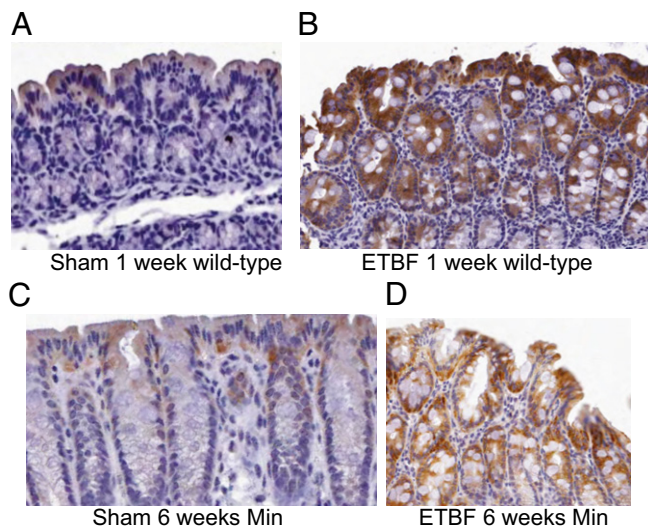 A
B
Sham 1 week wild-type
ETBF 1 week wild-type
C
D
Sham 6 weeks Min
ETBF 6 weeks Min